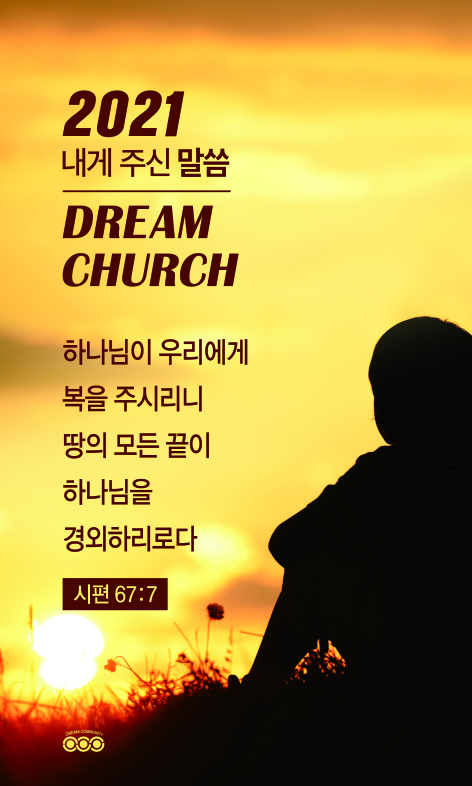 2021
내게 주신 말씀
DREAM
CHURCH
하나님이 우리에게
복을 주시리니
땅의 모든 끝이
하나님을
경외하리로다
시편 67:7
DREAM COMMUNITY